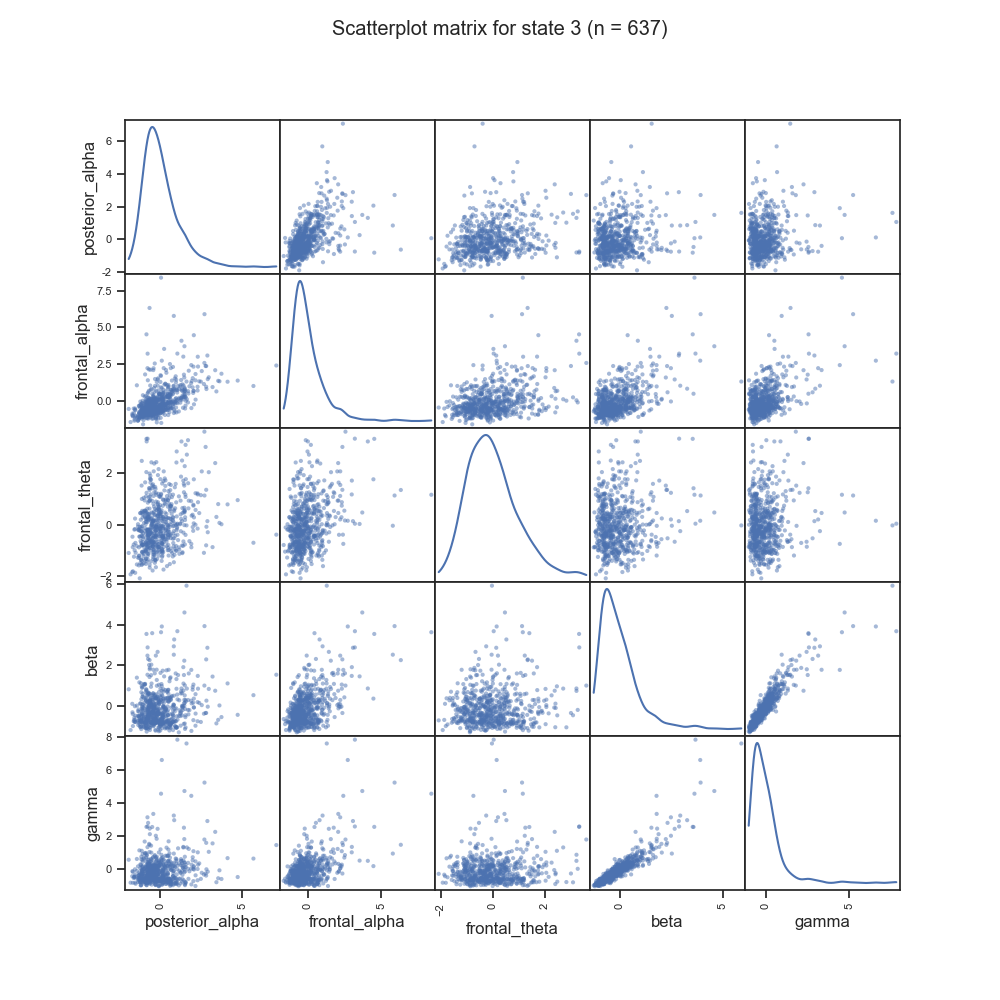 Scatterplot matrix for state 3 (n = 637)
posterior_alpha
6
4
2
0
-2
frontal_alpha
7.5
5.0
2.5
0.0
frontal_theta
2
0
−2
beta
6
4
2
0
gamma
8
6
4
2
0
0 5 0 5 −2 0 2 0 5 0 5
posterior_alpha frontal_alpha frontal_theta beta gamma